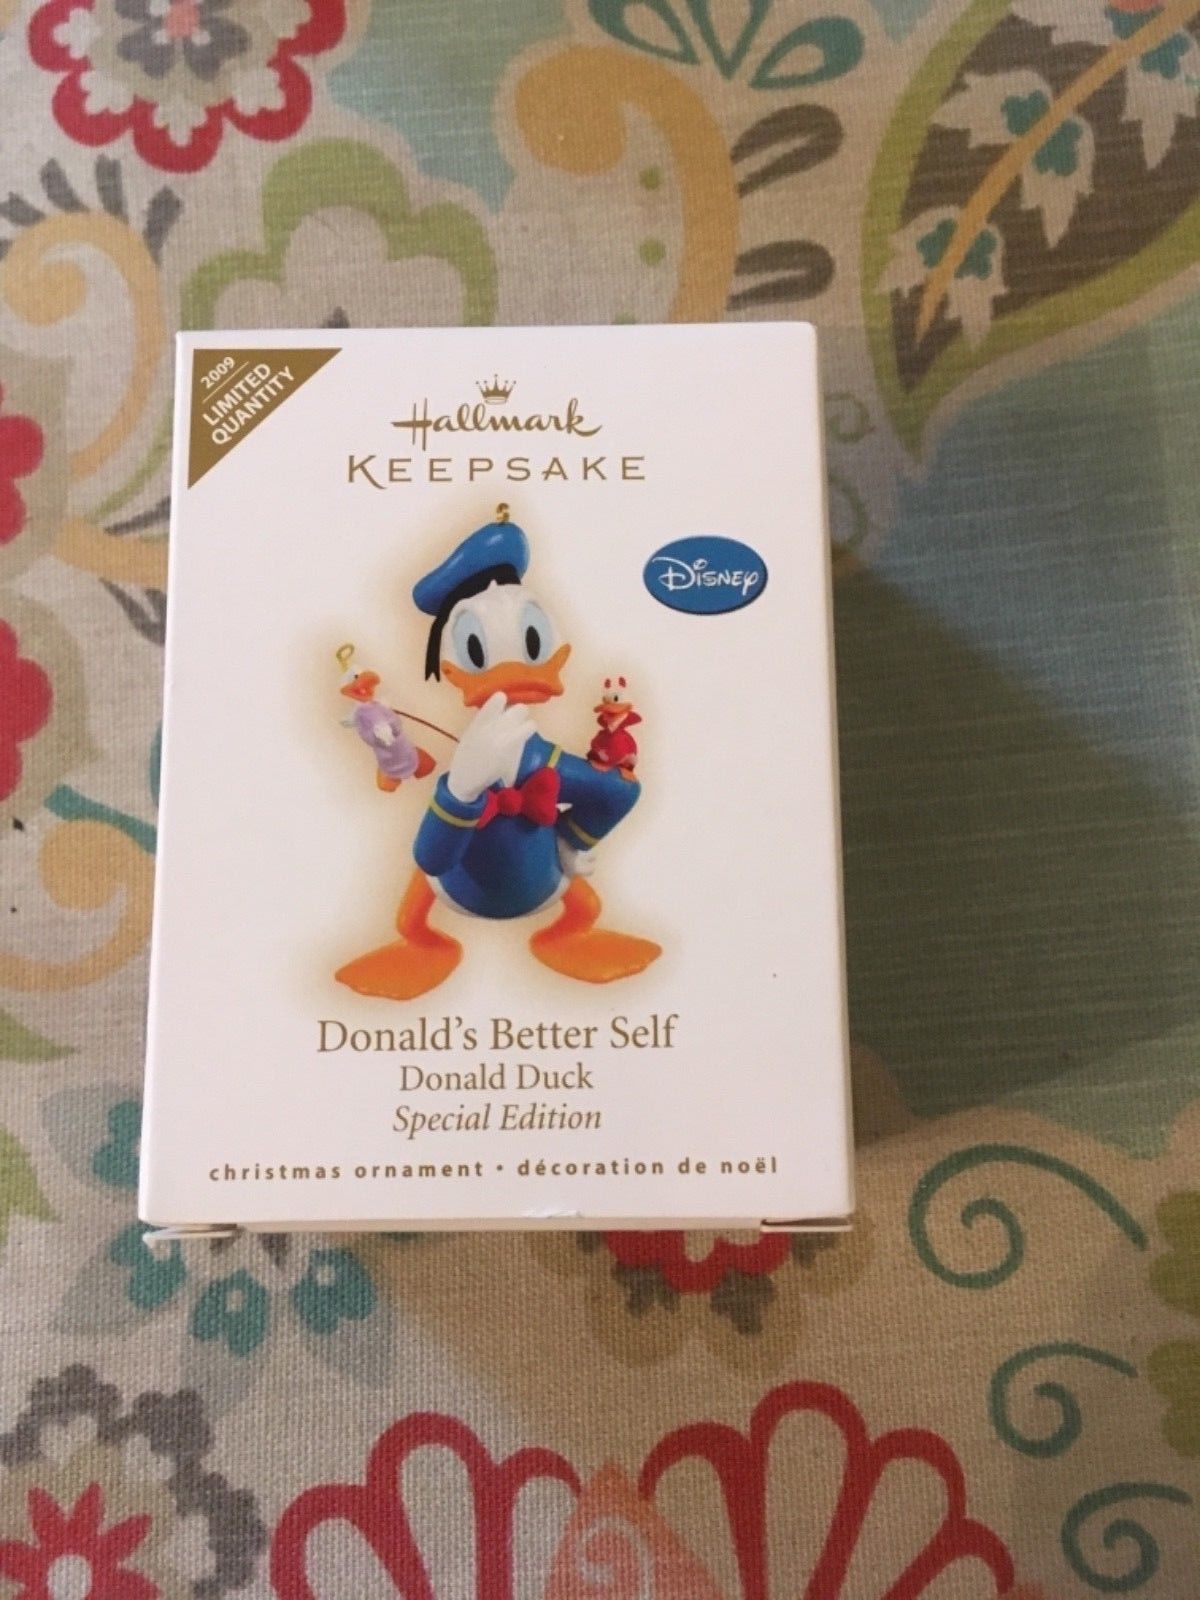 2009
LIMITED
QUANTITY
Hallmark
KEEPSAKE
Disney
Donald's Better Self
Donald Duck
Special Edition
christmas ornament • décoration de noël